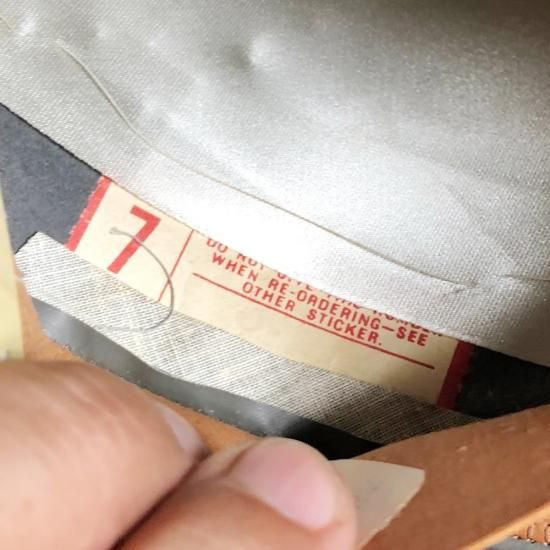 7
DO NOT
WHEN RE-ORDERING—SEE
OTHER STICKER.